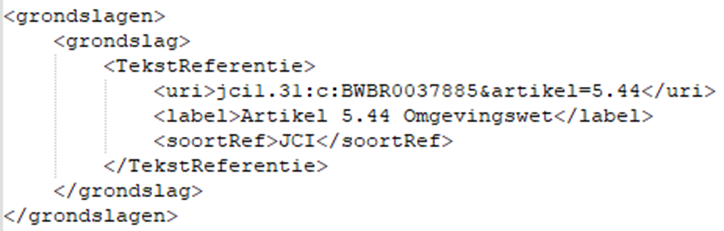 <grondslagen>
<grondslag>
<TekstReferentie>
<uri>jci1.31:c:BWBR0037885&artikel=5.44</uri>
<label>Artikel 5.44 Omgevingswet</label>
<soortRef>JCI</soortRef>
</TekstReferentie>
</grondslag>
</grondslagen>